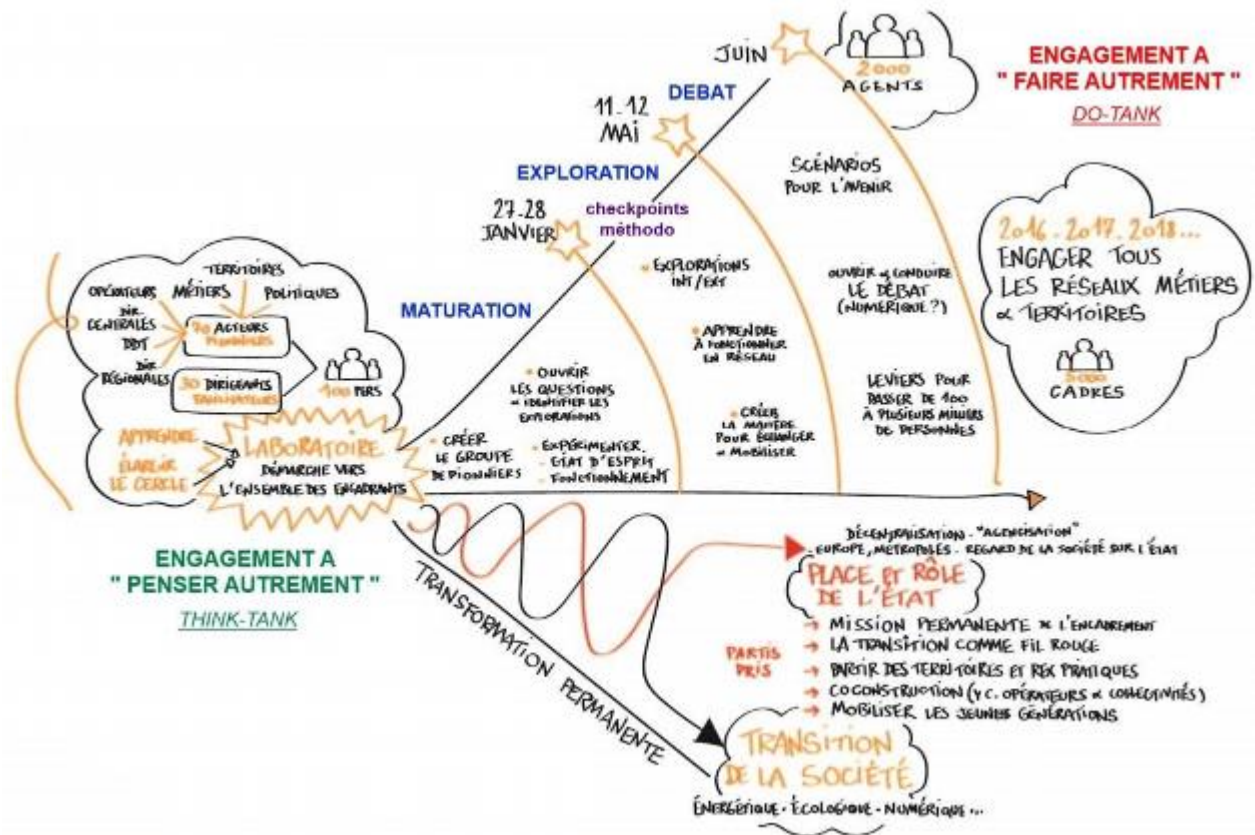 JUIN
2000
AGENTS
ENGAGEMENT A
" FAIRE AUTREMENT "
DO-TANK
DEBAT
11.12
MAI
EXPLORATION
27.28
JANVIER
checkpoints
méthodo
MATURATION
SCÉNARIOS
POUR L'AVENIR
2016.2017.2018...
ENGAGER TOUS
LES RÉSEAUX MÉTIERS
& TERRITOIRES
5000
CADRES
TERRITOIRES
OPÉRATEURS MÉTIERS POLITIQUES
DIR.
CENTRALES
DDT
DIR
RÉGIONALES
70 ACTEURS
PIONNIERS
30 DIRIGEANTS
100 PERS
APPRENDRE
ÉLARGIR
LE CERCLE
LABORATOIRE
DÉMARCHE VERS
L'ENSEMBLE DES ENCADRANTS
• CRÉER
LE GROUPE
DE PIONNIERS
• OUVRIR
LES QUESTIONS
& IDENTIFIER LES
EXPLORATIONS
• EXPÉRIMENTER
- ÉTAT D'ESPRIT
- FONCTIONNEMENT
• EXPLORATIONS
INT/EXT
• APPRENDRE
À FONCTIONNER
EN RÉSEAU
• CRÉER
LA MATIÈRE
POUR ÉCHANGER
& MOBILISER
OUVRIR & CONDUIRE
LE DÉBAT
(NUMÉRIQUE ?)
LEVIERS POUR
PASSER DE 100
À PLUSIEURS MILLIERS
DE PERSONNES
ENGAGEMENT A
" PENSER AUTREMENT "
THINK-TANK
TRANSFORMATION PERMANENTE
DÉCENTRALISATION - "AGENCISATION"
- EUROPE, MÉTROPOLES - REGARD DE LA SOCIÉTÉ SUR L'ÉTAT
PLACE ET RÔLE
DE L'ÉTAT
PARTIS
PRIS
→ MISSION PERMANENTE DE L'ENCADREMENT
→ LA TRANSITION COMME FIL ROUGE
→ PARTIR DES TERRITOIRES ET REX PRATIQUES
→ COCONSTRUCTION (Y C. OPÉRATEURS & COLLECTIVITÉS)
→ MOBILISER LES JEUNES GÉNÉRATIONS
TRANSITION
DE LA SOCIÉTÉ
ÉNERGÉTIQUE - ÉCOLOGIQUE - NUMÉRIQUE...